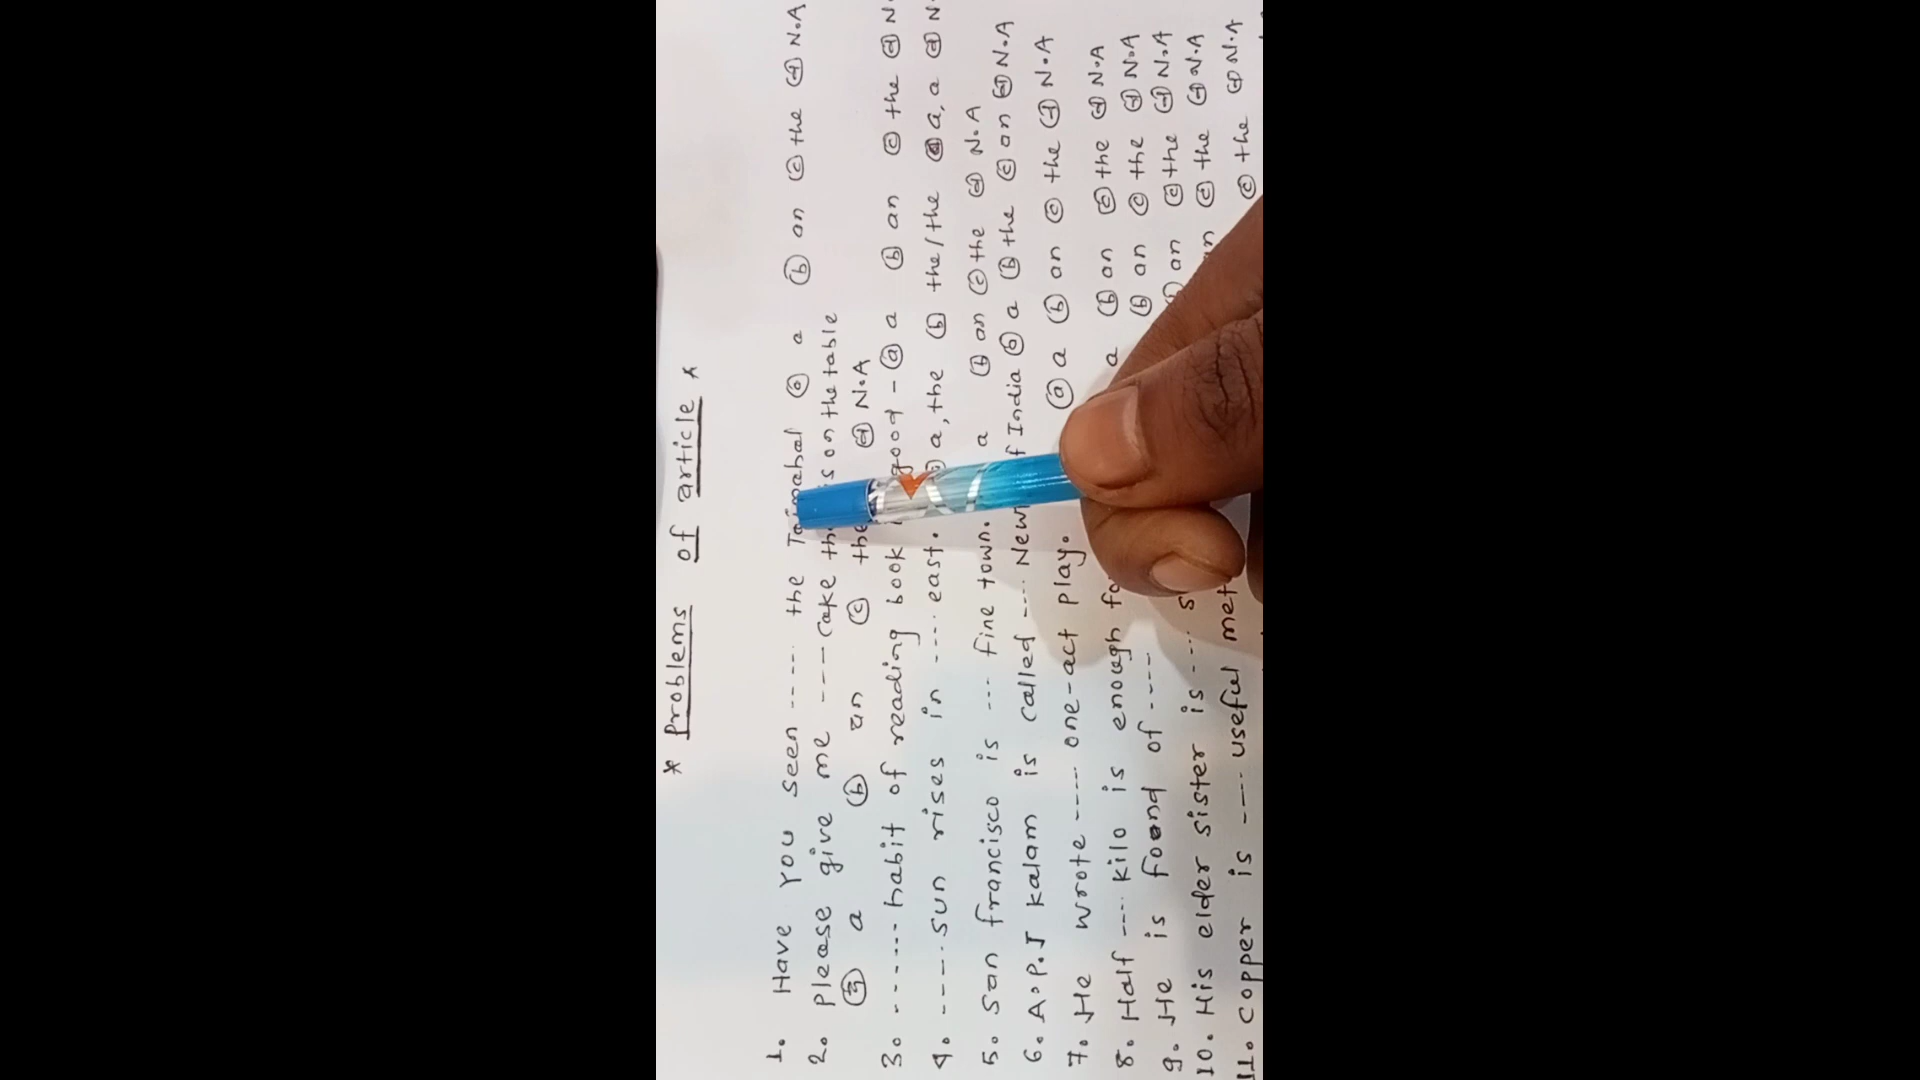 * Problems of article *
1. Have you seen ----- the Tajmahal ⓐ a ⓑ an ⓒ the ⓓ N.A
2. Please give me ---- cake on the table
ⓐ a ⓑ an ⓒ the ⓓ N.A
3. ------ habit of reading book good - ⓐ a ⓑ an ⓒ the ⓓ
4. ----- sun rises in ---- east. a, the ⓑ the/the a, a ⓓ
5. San francisco is --- fine town. a ⓑ an ⓒ the ⓓ N.A
6. A.P.J kalam is called ---- New India ⓐ a ⓑ the ⓒ an ⓓ N.A
7. He wrote ----- one-act play. ⓐ a ⓑ an ⓒ the ⓓ N.A
8. Half ---- kilo is enough a ⓑ an ⓒ the ⓓ N.A
9. He is fond of ---- ⓑ an ⓒ the ⓓ N.A
10. His elder sister is ---- ⓑ an ⓒ the ⓓ N.A
11. Copper is ---- useful ⓒ the ⓓ N.A
ⓒ the ⓓ N.A